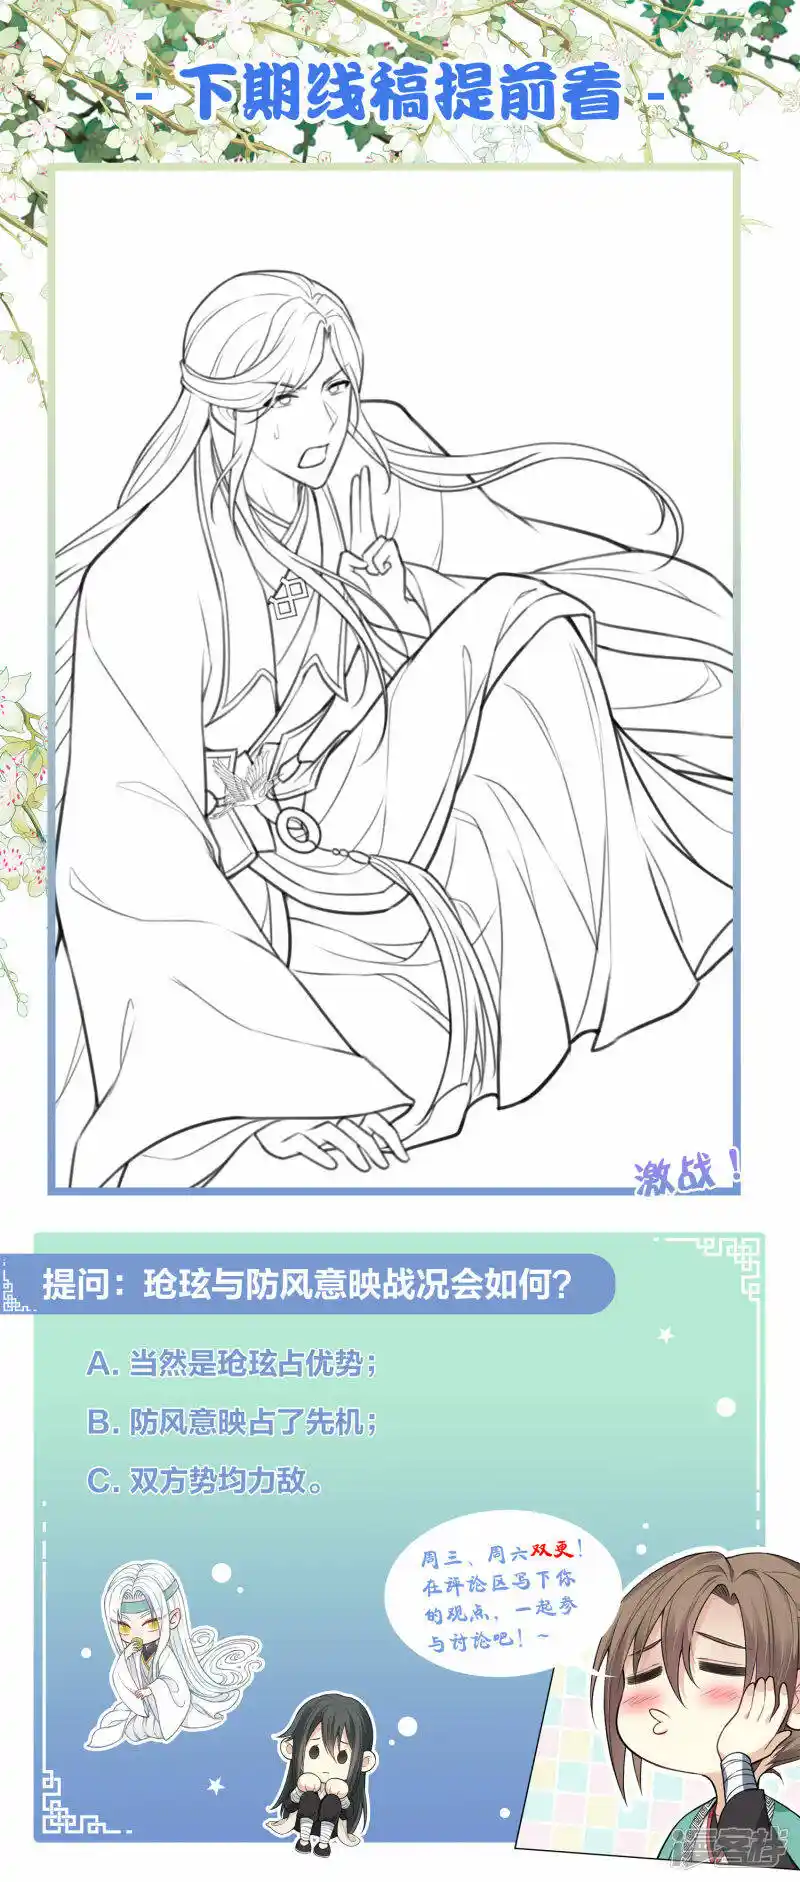 - 下期线稿提前看 -
激战！
提问：玱玹与防风意映战况会如何？
A. 当然是玱玹占优势；
B. 防风意映占了先机；
C. 双方势均力敌。
周三、周六双更！
在评论区写下你
的观点，一起参
与讨论吧！~
漫客栈